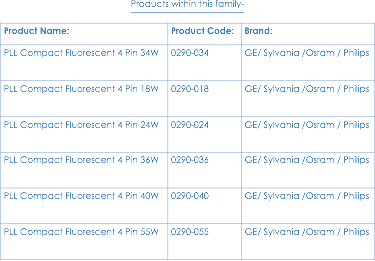 Products within this family-
Product Name: Product Code: Brand:
PLL Compact Fluorescent 4 Pin 34W 0290-034 GE/ Sylvania /Osram / Philips
PLL Compact Fluorescent 4 Pin 18W 0290-018 GE/ Sylvania /Osram / Philips
PLL Compact Fluorescent 4 Pin 24W 0290-024 GE/ Sylvania /Osram / Philips
PLL Compact Fluorescent 4 Pin 36W 0290-036 GE/ Sylvania /Osram / Philips
PLL Compact Fluorescent 4 Pin 40W 0290-040 GE/ Sylvania /Osram / Philips
PLL Compact Fluorescent 4 Pin 55W 0290-055 GE/ Sylvania /Osram / Philips